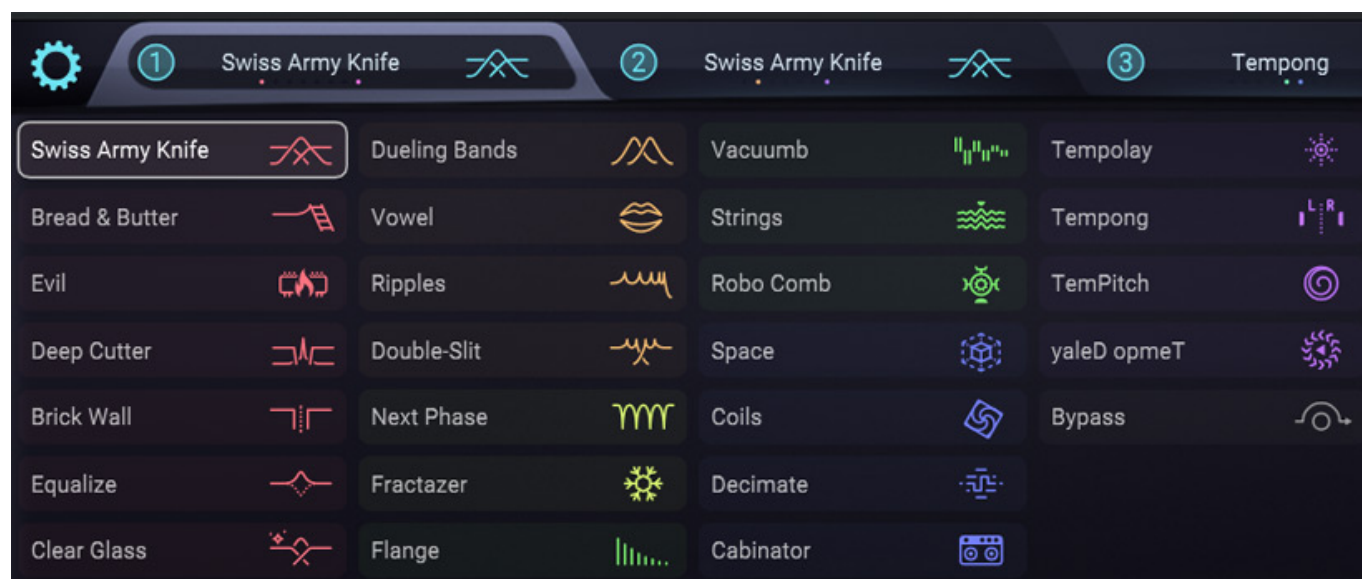 1 Swiss Army Knife 2 Swiss Army Knife 3 Tempong
Swiss Army Knife Dueling Bands Vacuumb Tempolay
Bread & Butter Vowel Strings Tempong L R
Evil Ripples Robo Comb TemPitch
Deep Cutter Double-Slit Space yaleD opmeT
Brick Wall Next Phase Coils Bypass
Equalize Fractazer Decimate
Clear Glass Flange Cabinator